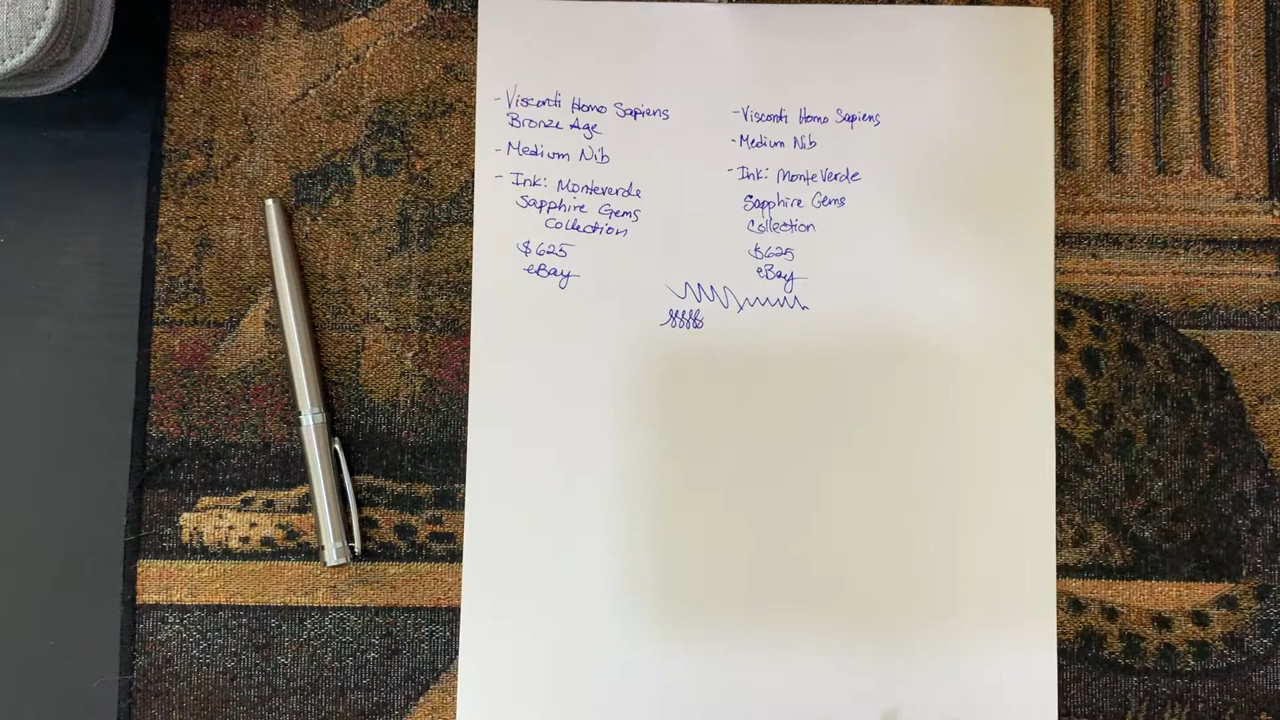 - Visconti Homo Sapiens
Bronze Age
- Medium Nib
- Ink: Monteverde
Sapphire Gems
Collection
$625
eBay
- Visconti Homo Sapiens
- Medium Nib
- Ink: MonteVerde
Sapphire Gems
Collection
$625
eBay